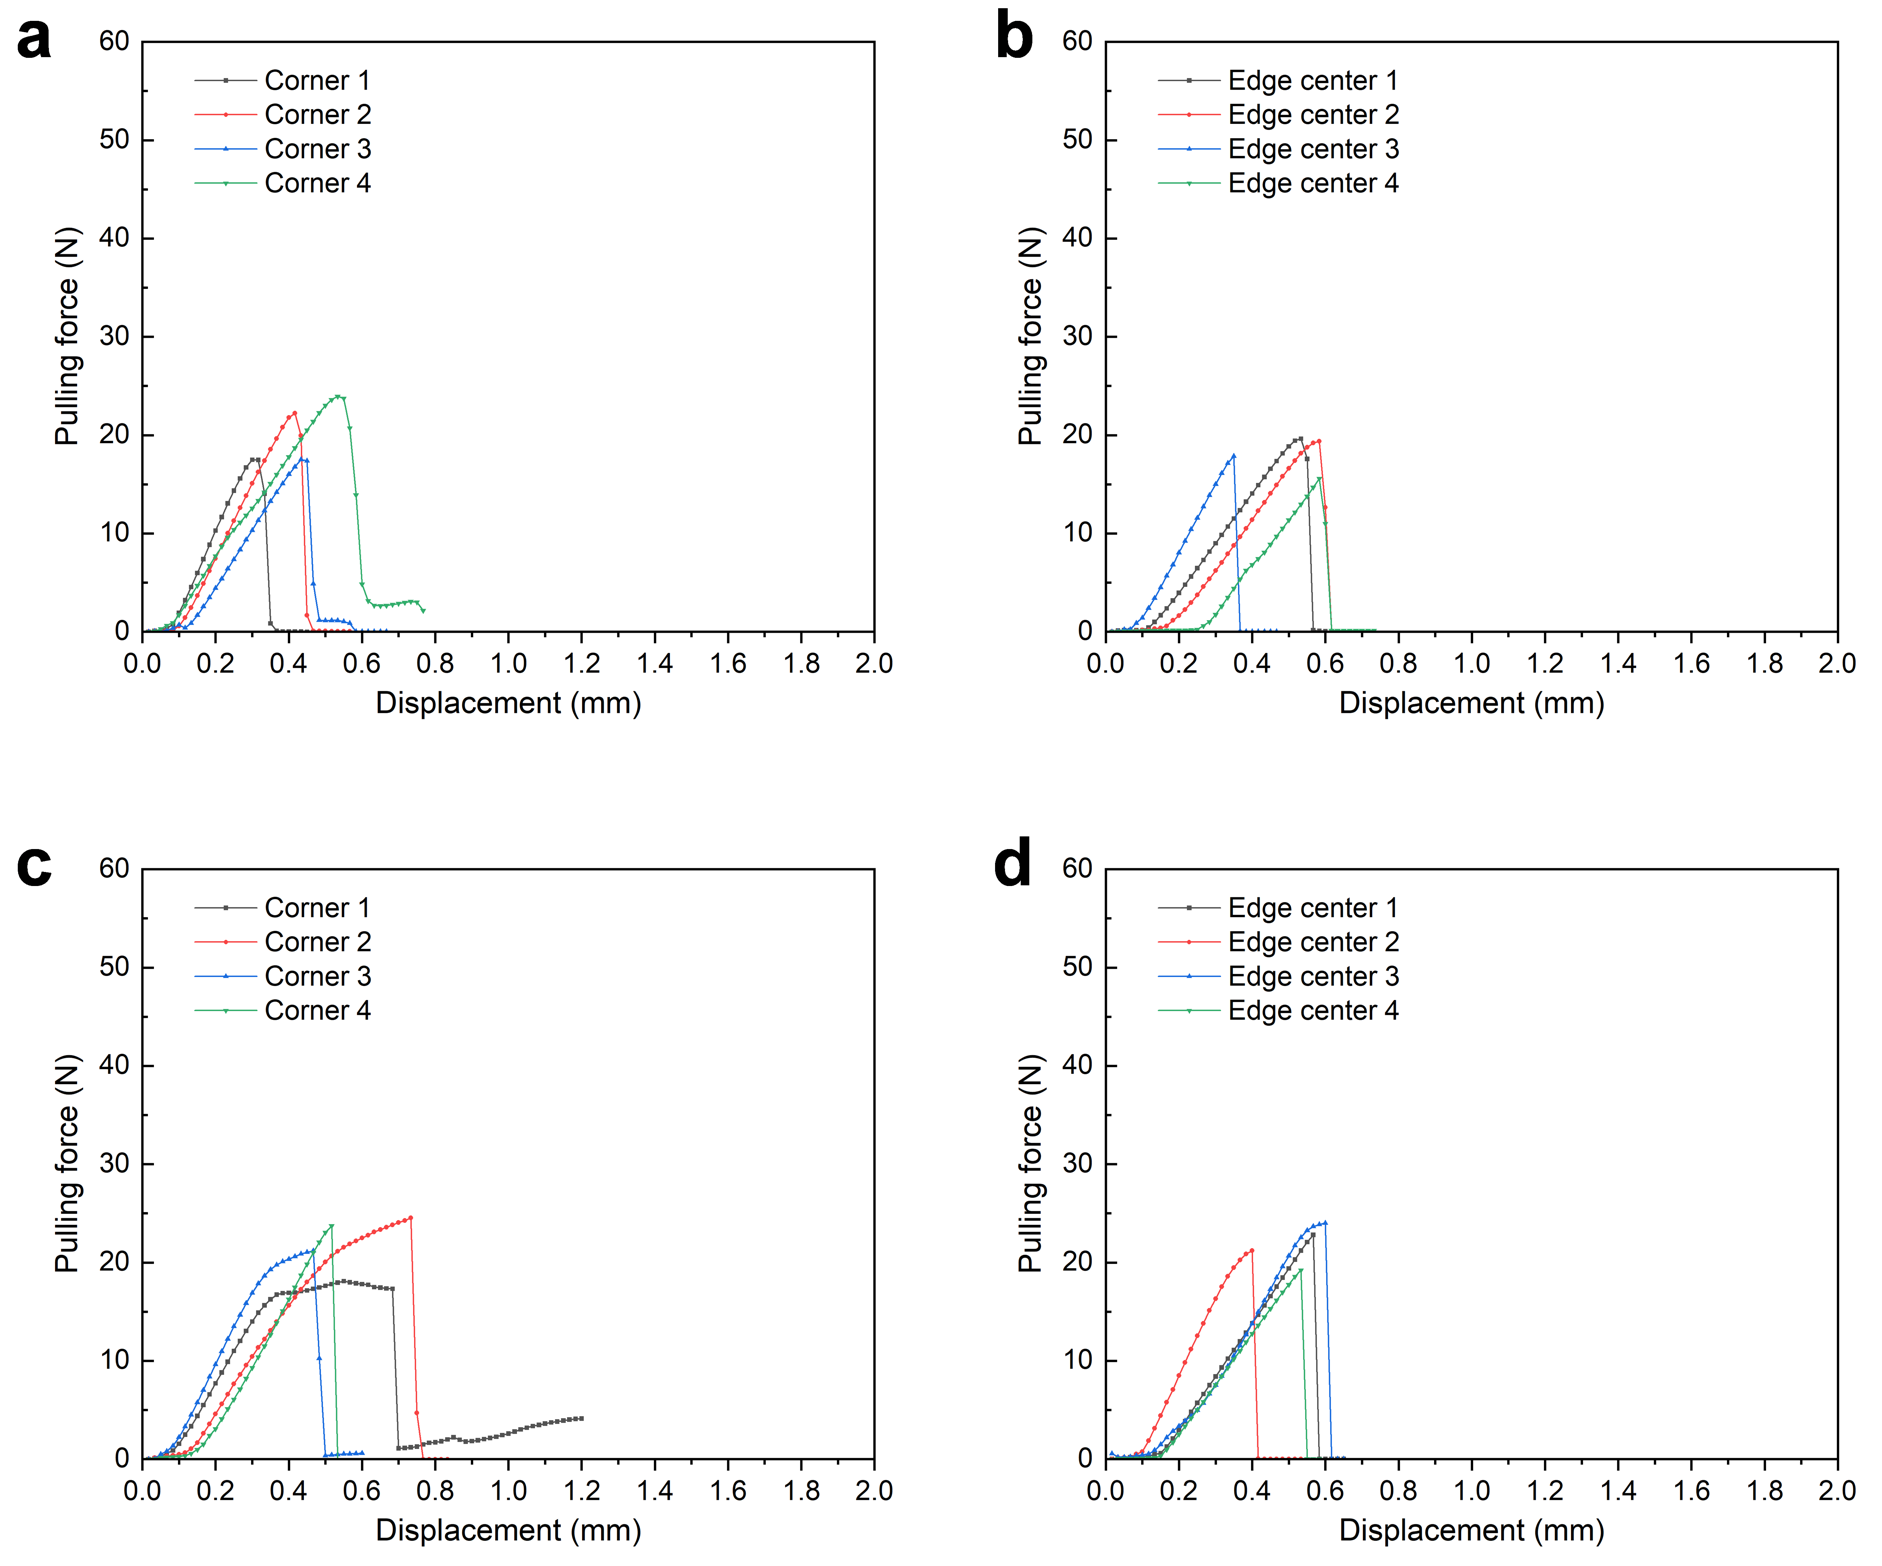 a
60
50
40
30
20
10
0
Pulling force (N)
Corner 1
Corner 2
Corner 3
Corner 4
0.0 0.2 0.4 0.6 0.8 1.0 1.2 1.4 1.6 1.8 2.0
Displacement (mm)
b
60
50
40
30
20
10
0
Pulling force (N)
Edge center 1
Edge center 2
Edge center 3
Edge center 4
0.0 0.2 0.4 0.6 0.8 1.0 1.2 1.4 1.6 1.8 2.0
Displacement (mm)
c
60
50
40
30
20
10
0
Pulling force (N)
Corner 1
Corner 2
Corner 3
Corner 4
0.0 0.2 0.4 0.6 0.8 1.0 1.2 1.4 1.6 1.8 2.0
Displacement (mm)
d
60
50
40
30
20
10
0
Pulling force (N)
Edge center 1
Edge center 2
Edge center 3
Edge center 4
0.0 0.2 0.4 0.6 0.8 1.0 1.2 1.4 1.6 1.8 2.0
Displacement (mm)